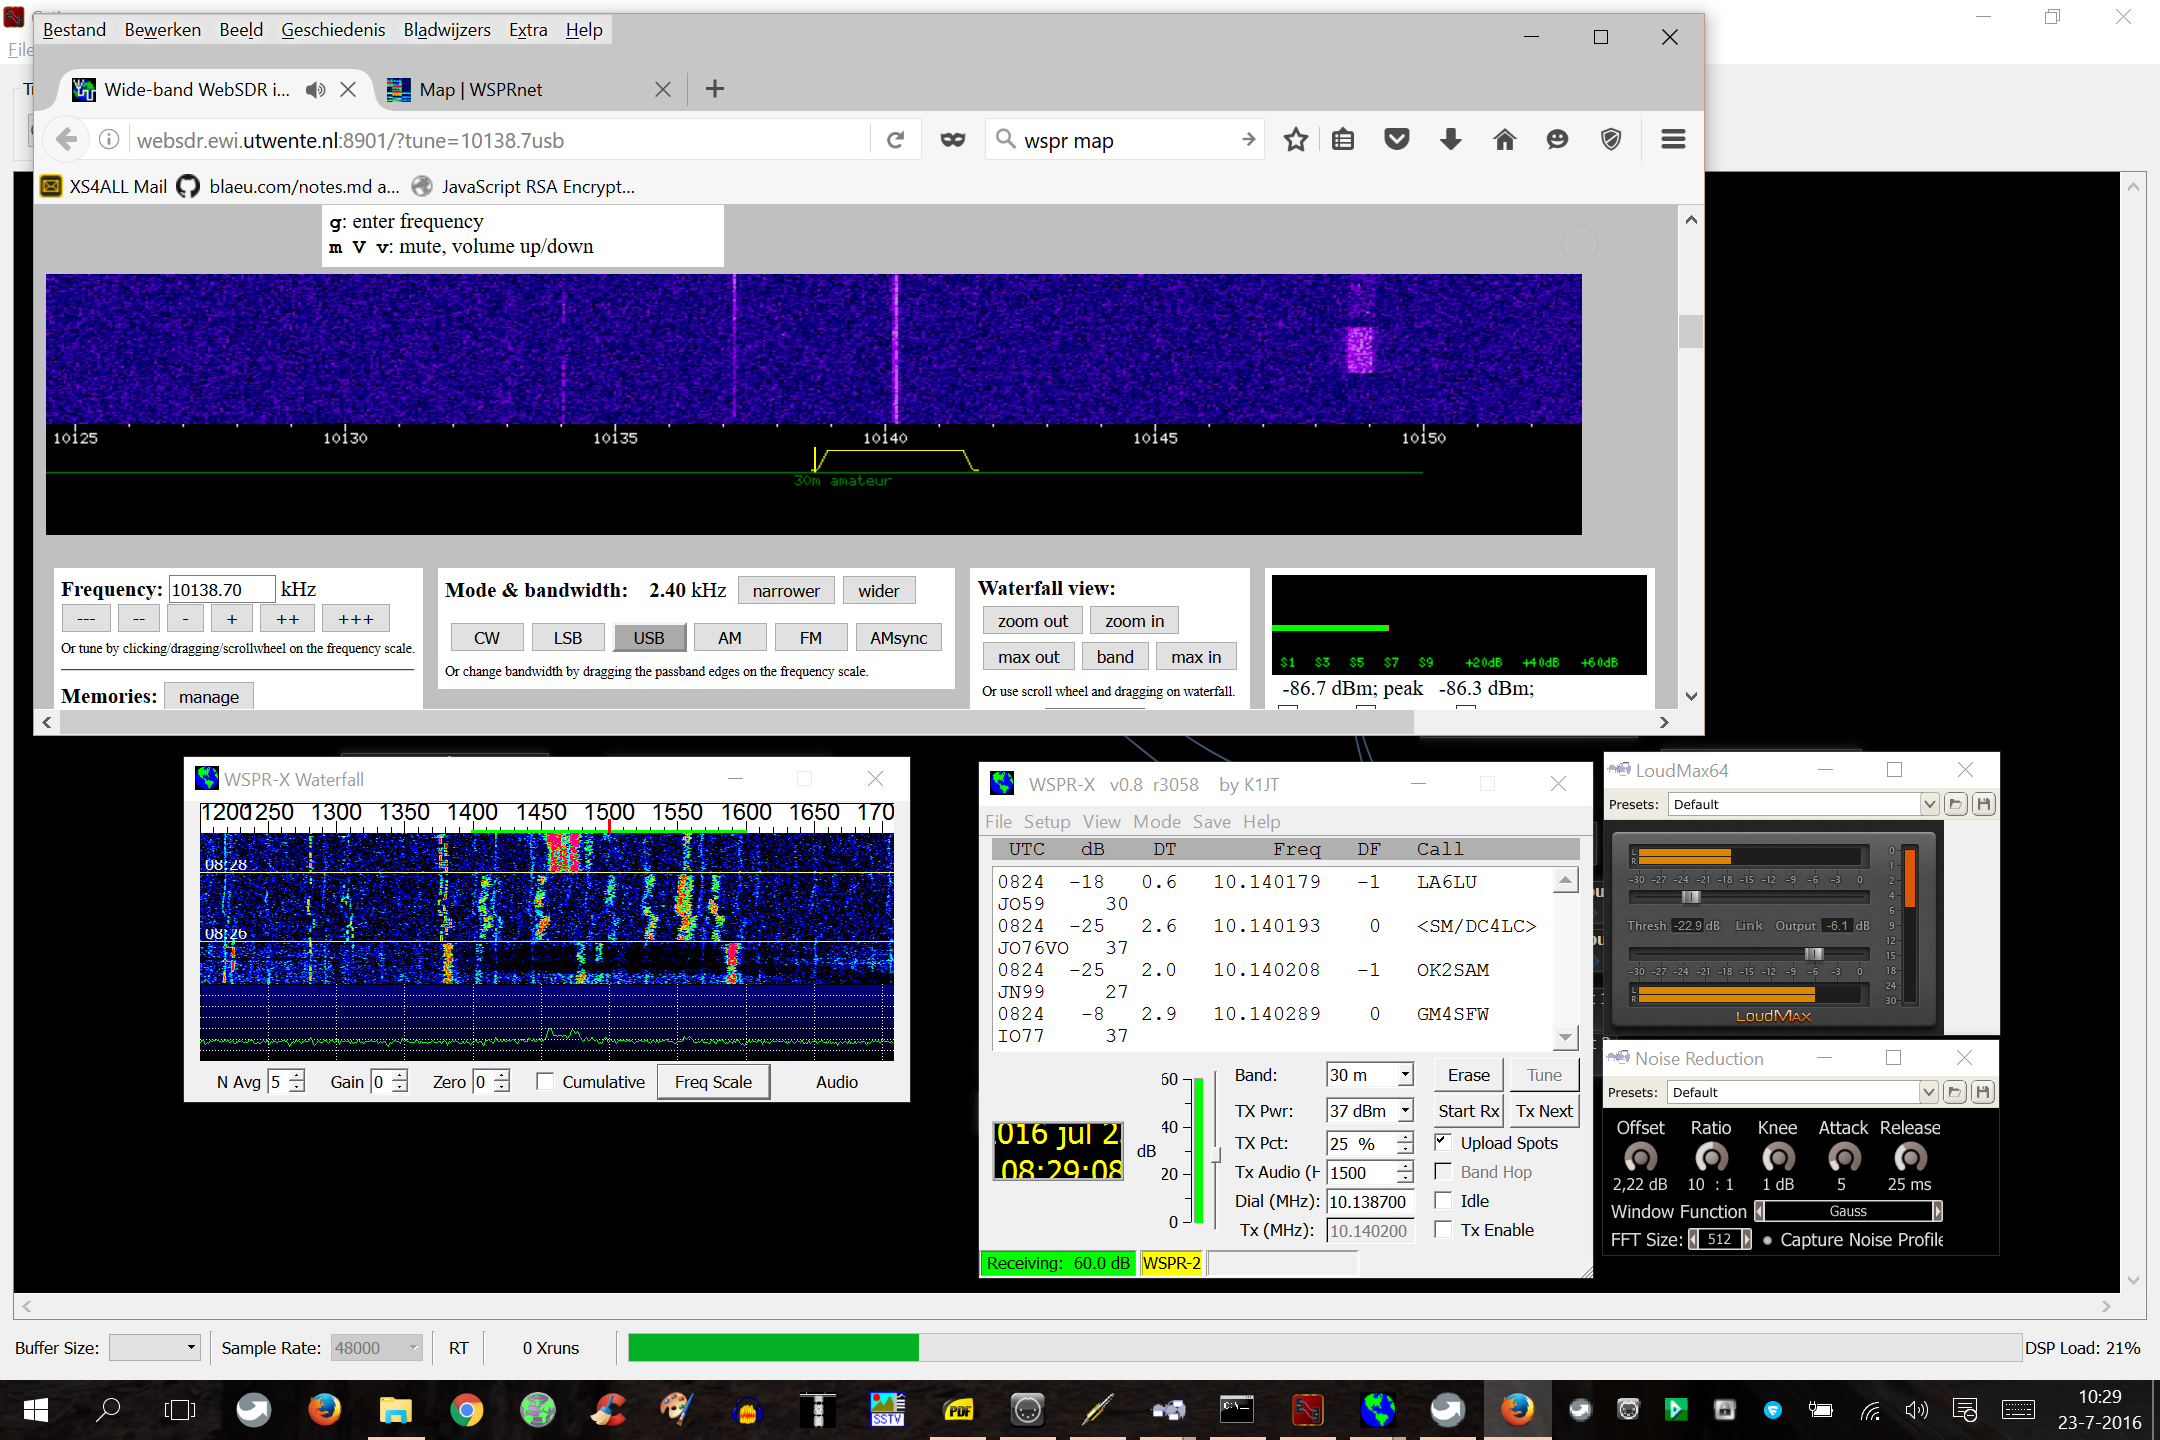 File
Bestand Bewerken Beeld Geschiedenis Bladwijzers Extra Help
Wide-band WebSDR i... Map | WSPRnet
websdr.ewi.utwente.nl:8901/?tune=10138.7usb wspr map
XS4ALL Mail blaeu.com/notes.md a... JavaScript RSA Encrypt...
g: enter frequency
m V v: mute, volume up/down
10125 10130 10135 10140 10145 10150
30m amateur
Frequency: 10138.70 kHz
--- -- - + ++ +++
Or tune by clicking/dragging/scrollwheel on the frequency scale.
Memories: manage
Mode & bandwidth: 2.40 kHz narrower wider
CW LSB USB AM FM AMsync
Or change bandwidth by dragging the passband edges on the frequency scale.
Waterfall view:
zoom out zoom in
max out band max in
Or use scroll wheel and dragging on waterfall.
S1 S3 S5 S7 S9 +20dB +40dB +60dB
-86.7 dBm; peak -86.3 dBm;
WSPR-X Waterfall
1200 1250 1300 1350 1400 1450 1500 1550 1600 1650 170
08:28
08:26
N Avg 5 Gain 0 Zero 0 Cumulative Freq Scale Audio
WSPR-X v0.8 r3058 by K1JT
File Setup View Mode Save Help
UTC dB DT Freq DF Call
0824 -18 0.6 10.140179 -1 LA6LU
JO59 30
0824 -25 2.6 10.140193 0 <SM/DC4LC>
JO76VO 37
0824 -25 2.0 10.140208 -1 OK2SAM
JN99 27
0824 -8 2.9 10.140289 0 GM4SFW
IO77 37
016 jul 2
08:29:08
60
40
20
0
dB
Band: 30 m Erase Tune
TX Pwr: 37 dBm Start Rx Tx Next
TX Pct: 25 % Upload Spots
Tx Audio (H 1500 Band Hop
Dial (MHz): 10.138700 Idle
Tx (MHz): 10.140200 Tx Enable
Receiving: 60.0 dB WSPR-2
LoudMax64
Presets: Default
L
R
-30 -27 -24 -21 -18 -15 -12 -9 -6 -3 0
Thresh: -22.9 dB Link Output: -6.1 dB
-30 -27 -24 -21 -18 -15 -12 -9 -6 -3 0
L
R
LOUDMAX
0
1
2
4
6
9
12
15
18
24
30
Noise Reduction
Presets: Default
Offset Ratio Knee Attack Release
2,22 dB 10 : 1 1 dB 5 25 ms
Window Function Gauss
FFT Size: 512 Capture Noise Profile
Buffer Size: Sample Rate: 48000 RT 0 Xruns DSP Load: 21%
SSTV
PDF
C:\
10:29
23-7-2016